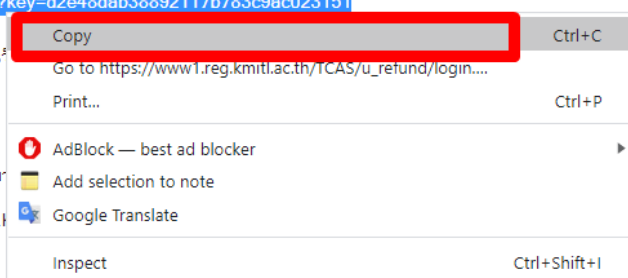 ?key=d2e48dab38892117b783c9ac023151
Copy Ctrl+C
Go to https://www1.reg.kmitl.ac.th/TCAS/u_refund/login....
Print... Ctrl+P
AdBlock — best ad blocker
Add selection to note
Google Translate
Inspect Ctrl+Shift+I